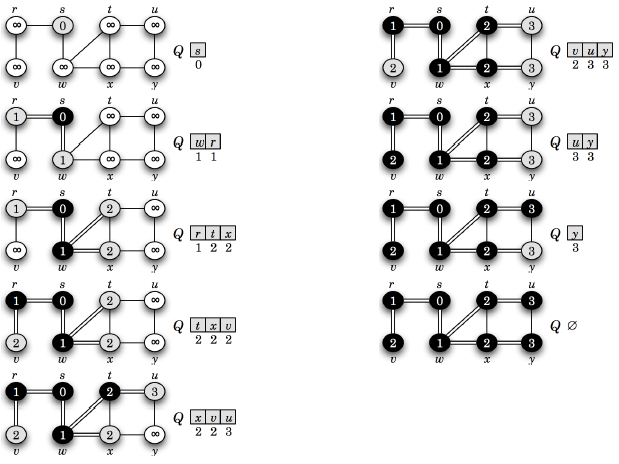 r s t u
∞ 0 ∞ ∞
Q s
∞ ∞ ∞ ∞
0
v w x y
r s t u
1 0 ∞ ∞
Q w r
∞ 1 ∞ ∞
1 1
v w x y
r s t u
1 0 2 ∞
Q r t x
∞ 1 2 ∞
1 2 2
v w x y
r s t u
1 0 2 ∞
Q t x v
2 1 2 ∞
2 2 2
v w x y
r s t u
1 0 2 3
Q x v u
2 1 2 ∞
2 2 3
v w x y
r s t u
1 0 2 3
Q v u y
2 1 2 3
2 3 3
v w x y
r s t u
1 0 2 3
Q u y
2 1 2 3
3 3
v w x y
r s t u
1 0 2 3
Q y
2 1 2 3
3
v w x y
r s t u
1 0 2 3
Q ∅
2 1 2 3
v w x y